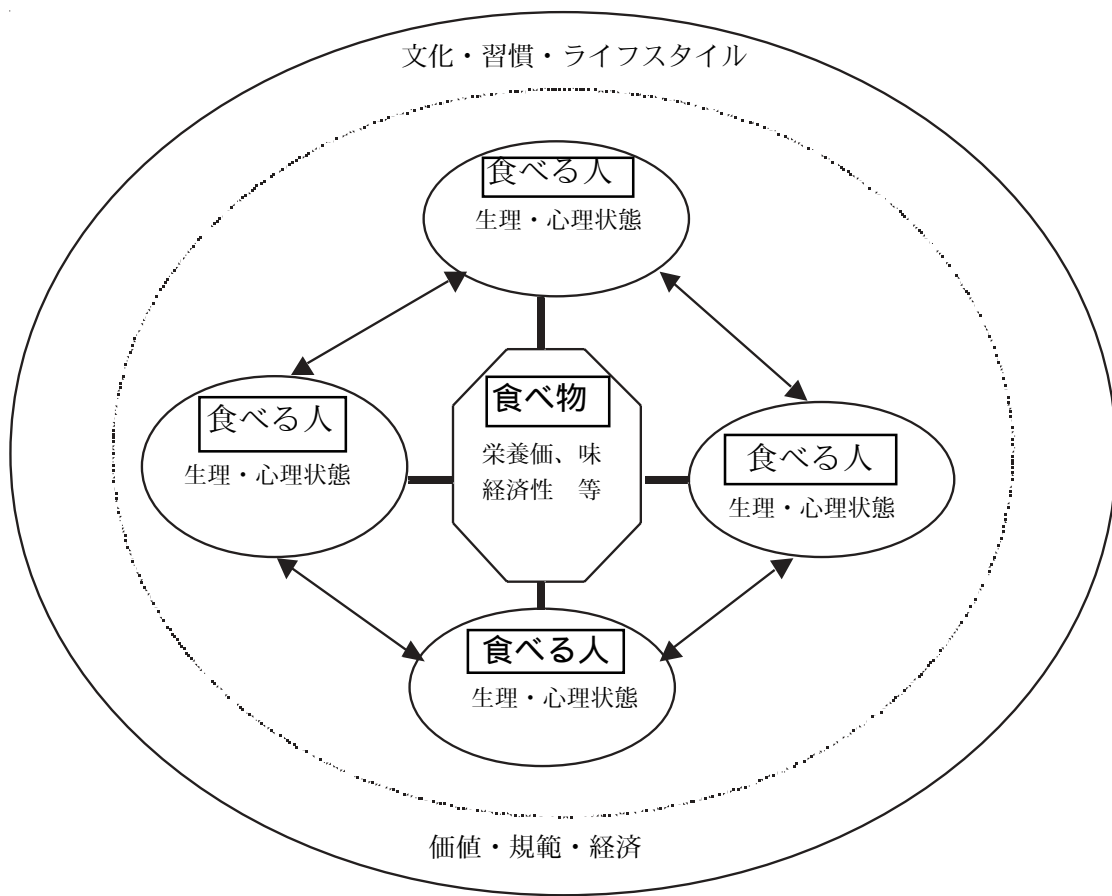 文化・習慣・ライフスタイル
食べる人
生理・心理状態
食べる人
生理・心理状態
食べ物
栄養価、味
経済性　等
食べる人
生理・心理状態
食べる人
生理・心理状態
価値・規範・経済